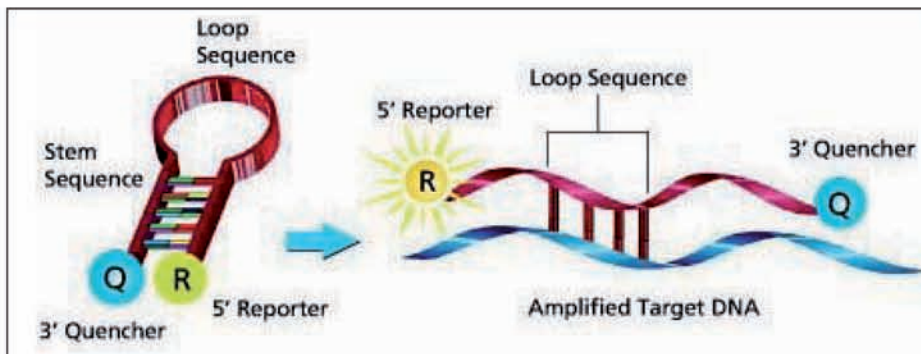 Loop
Sequence
Stem
Sequence
Q
R
5' Reporter
3' Quencher
Loop Sequence
5' Reporter
R
3' Quencher
Q
Amplified Target DNA